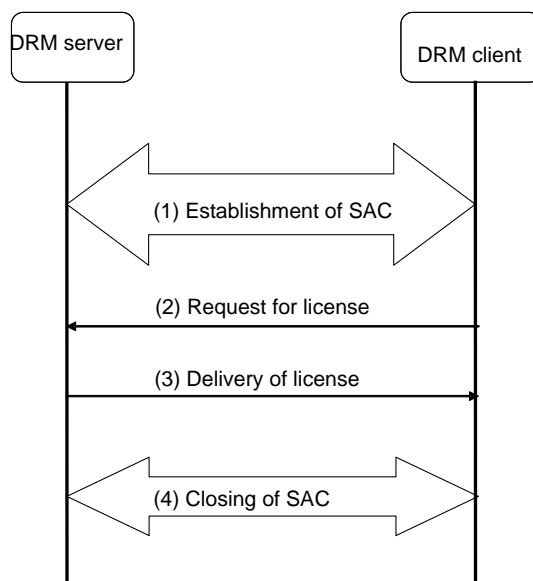 DRM server
DRM client
(1) Establishment of SAC
(2) Request for license
(3) Delivery of license
(4) Closing of SAC